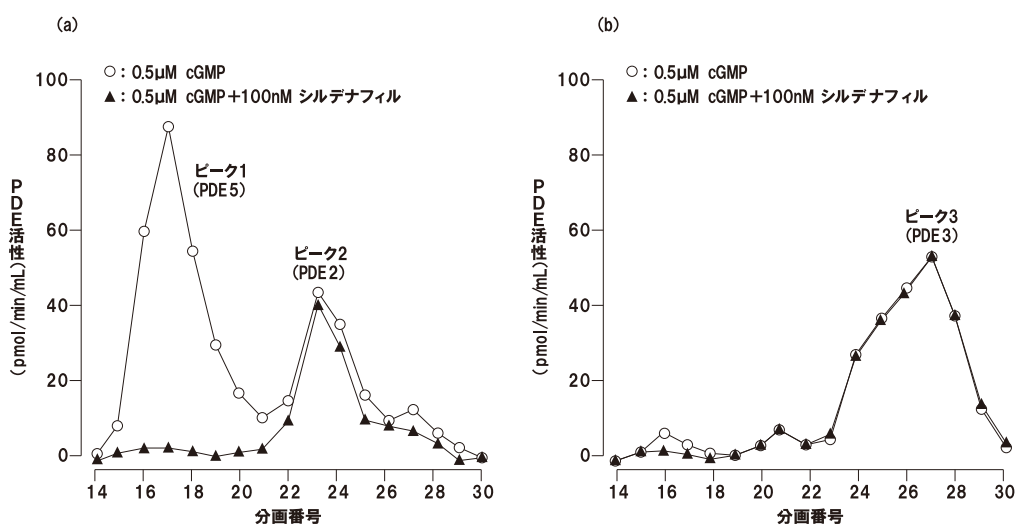 (a)
○：0.5μM cGMP
▲：0.5μM cGMP＋100nM シルデナフィル
PDE活性(pmol/min/mL)
100
80
60
40
20
0
ピーク1
(PDE5)
ピーク2
(PDE2)
14 16 18 20 22 24 26 28 30
分画番号
(b)
○：0.5μM cGMP
▲：0.5μM cGMP＋100nM シルデナフィル
PDE活性(pmol/min/mL)
100
80
60
40
20
0
ピーク3
(PDE3)
14 16 18 20 22 24 26 28 30
分画番号